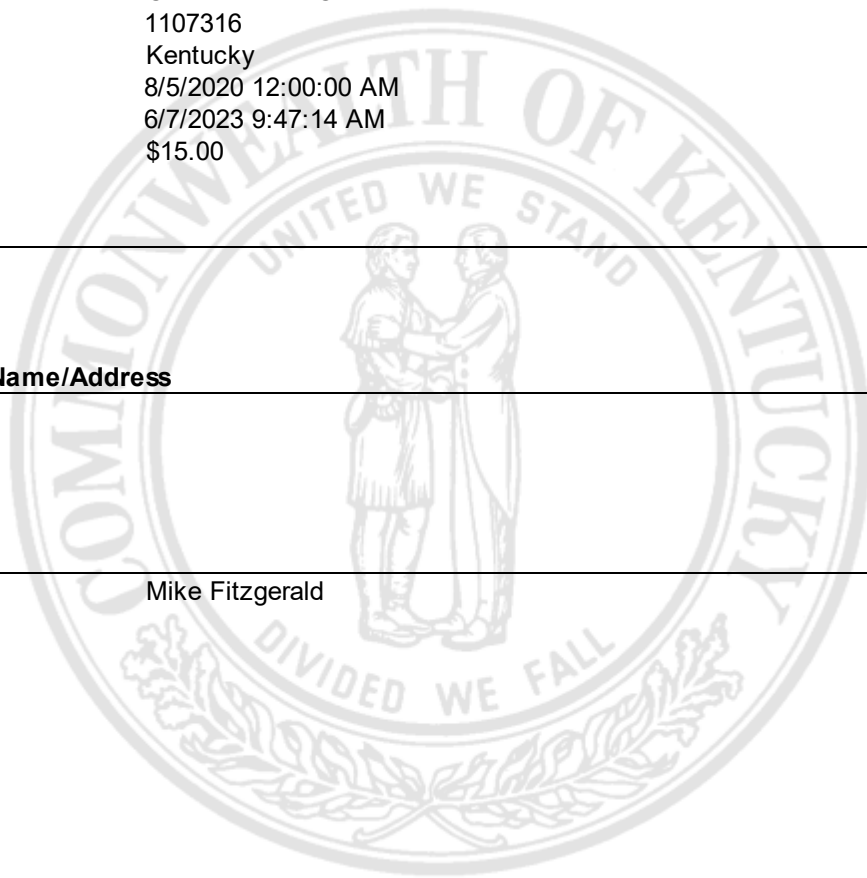 1107316
Kentucky
8/5/2020 12:00:00 AM
6/7/2023 9:47:14 AM
$15.00
COMMONWEALTH OF KENTUCKY
UNITED WE STAND
Name/Address
Mike Fitzgerald
DIVIDED WE FALL